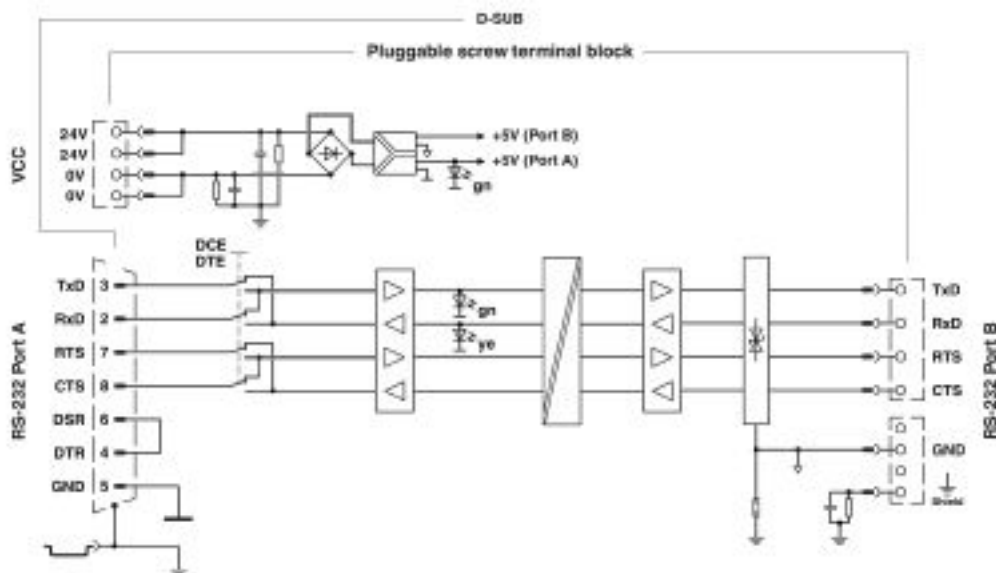 D-SUB
Pluggable screw terminal block
VCC
24V
24V
0V
0V
+5V (Port B)
+5V (Port A)
gn
DCE
DTE
RS-232 Port A
TxD 3
RxD 2
RTS 7
CTS 8
DSR 6
DTR 4
GND 5
gn
ye
TxD
RxD
RTS
CTS
GND
Shield
RS-232 Port B